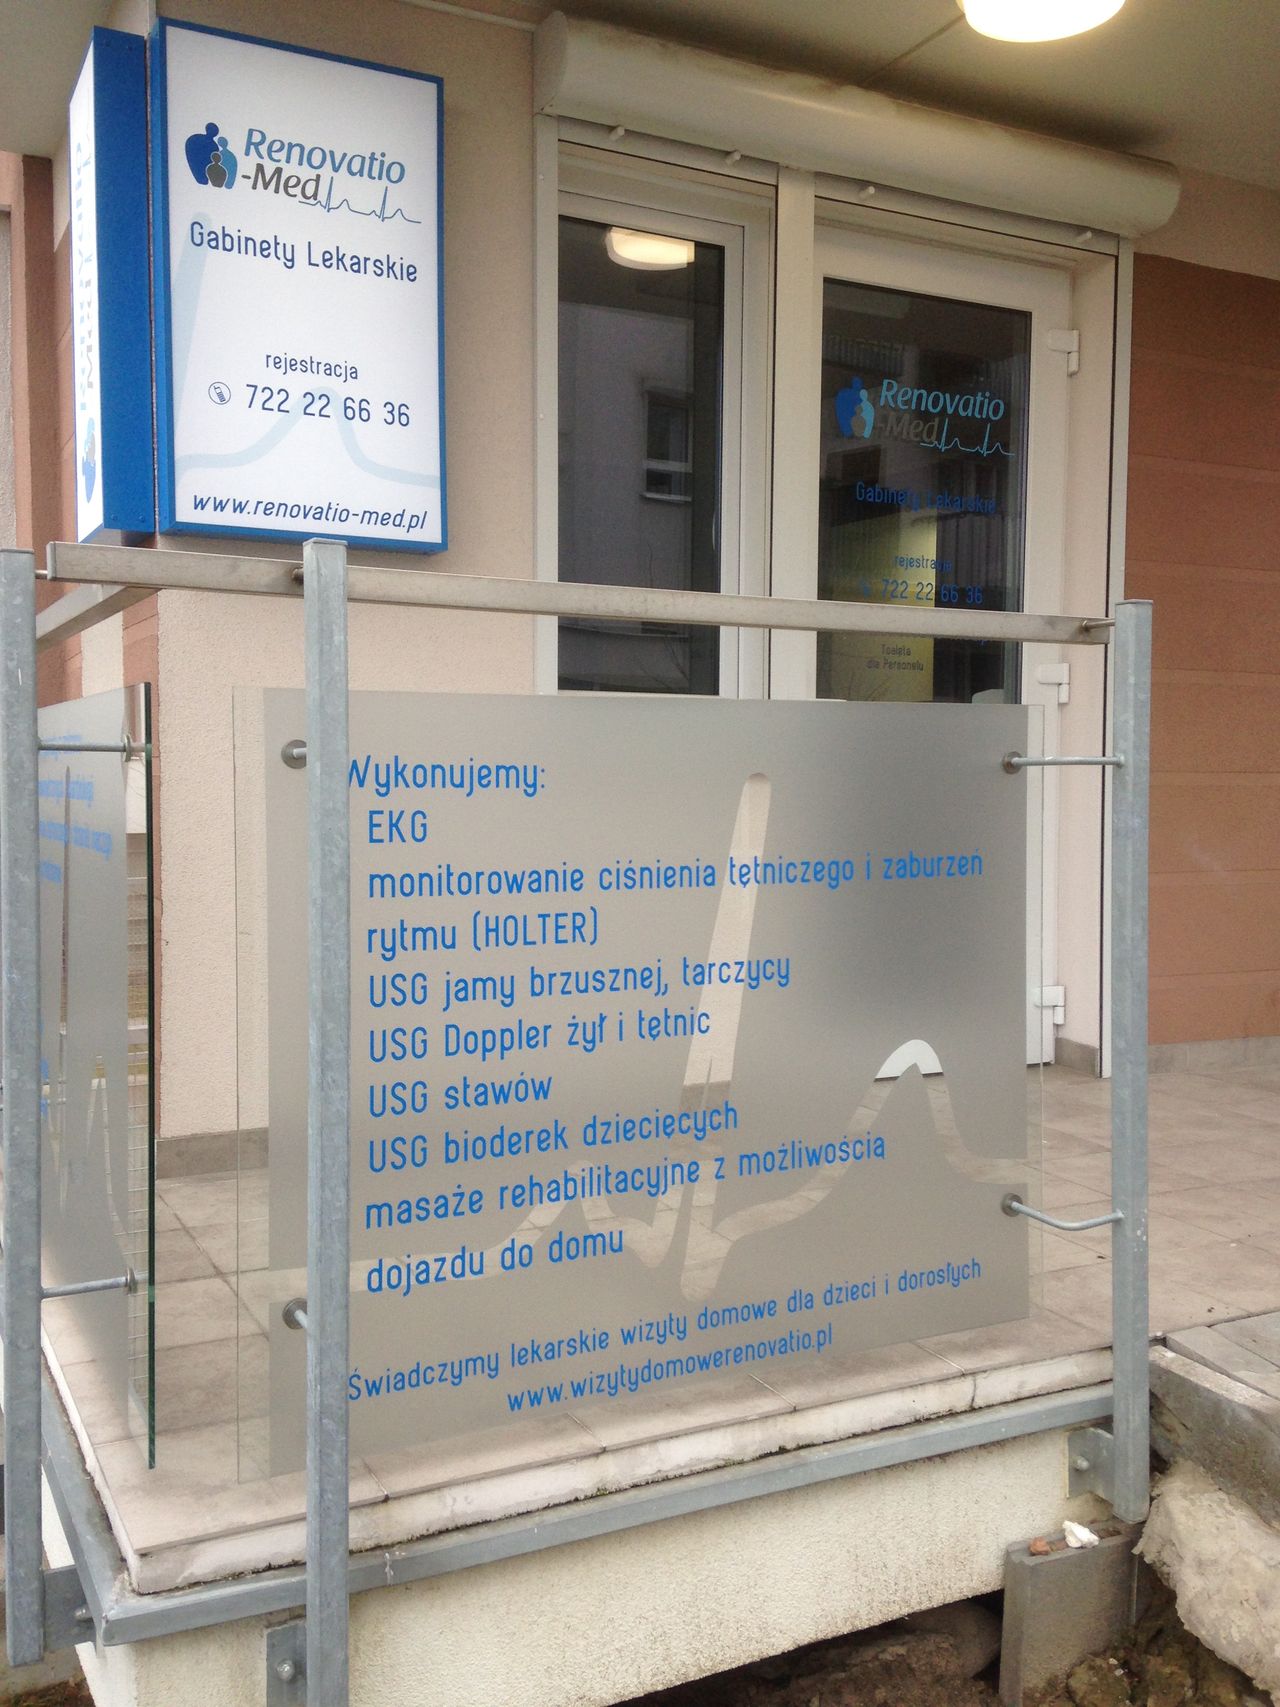 Renovatio
-Med
Gabinety Lekarskie
rejestracja
722 22 66 36
www.renovatio-med.pl
Renovatio
-Med
Gabinety Lekarskie
rejestracja
722 22 66 36
Toaleta
dla Personelu
Wykonujemy:
EKG
monitorowanie ciśnienia tętniczego i zaburzeń
rytmu (HOLTER)
USG jamy brzusznej, tarczycy
USG Doppler żył i tętnic
USG stawów
USG bioderek dziecięcych
masaże rehabilitacyjne z możliwością
dojazdu do domu
Świadczymy lekarskie wizyty domowe dla dzieci i dorosłych
www.wizytydomowerenovatio.pl